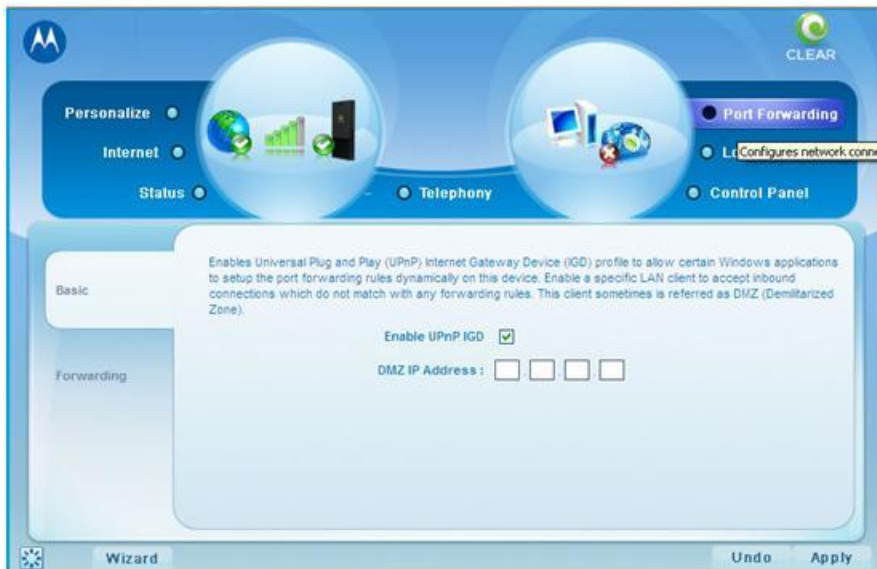 CLEAR
Personalize
Internet
Status
Telephony
Port Forwarding
Configures network conne
Control Panel
Basic
Forwarding
Enables Universal Plug and Play (UPnP) Internet Gateway Device (IGD) profile to allow certain Windows applications
to setup the port forwarding rules dynamically on this device. Enable a specific LAN client to accept inbound
connections which do not match with any forwarding rules. This client sometimes is referred as DMZ (Demilitarized
Zone).
Enable UPnP IGD
DMZ IP Address :
Wizard
Undo
Apply